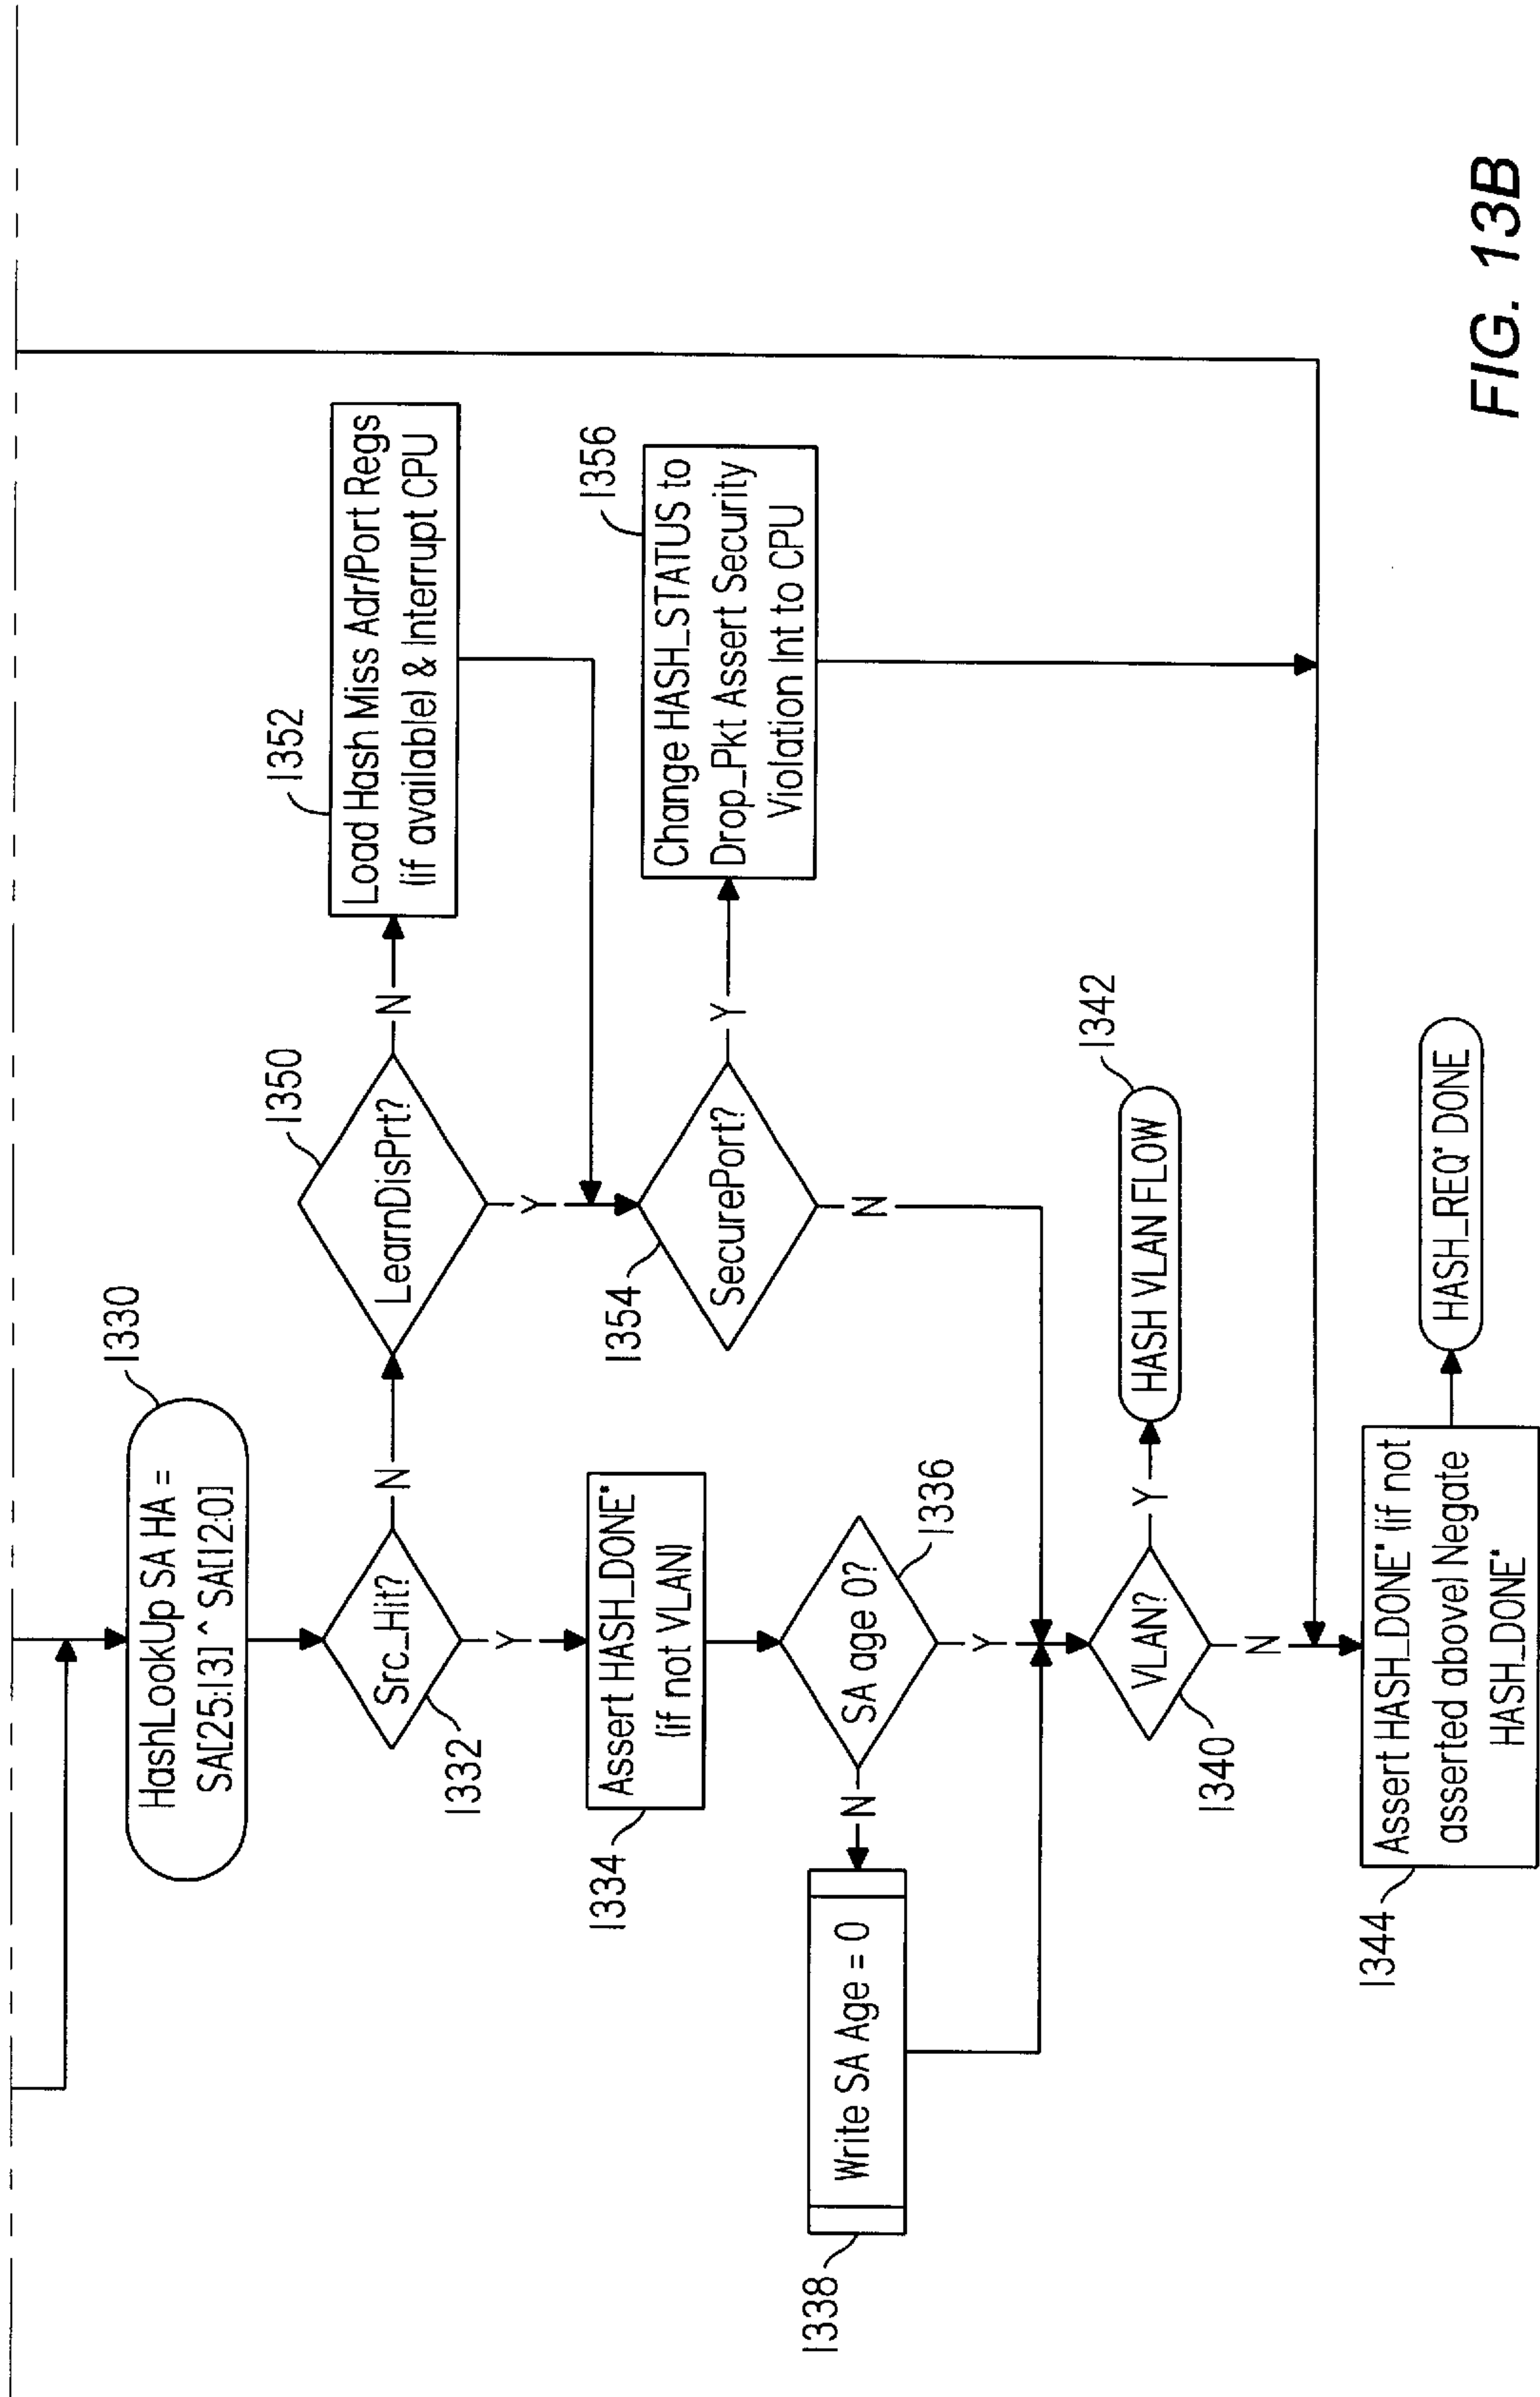 1330
HashLookUp SA HA =
SA[25:13] ^ SA[12:0]
1350
1352
Src_Hit?
N
LearnDisPrt?
N
Load Hash Miss Adr/Port Regs
(if available) & Interrupt CPU
1332
Y
Y
1334
Assert HASH_DONE*
(if not VLAN)
1354
SecurePort?
Y
1356
Change HASH_STATUS to
Drop_Pkt Assert Security
Violation Int to CPU
N
1338
Write SA Age = 0
N
SA age 0?
1336
Y
1340
VLAN?
Y
HASH VLAN FLOW
1342
N
1344
Assert HASH_DONE* (if not
asserted above) Negate
HASH_DONE*
HASH_REQ* DONE
FIG. 13B